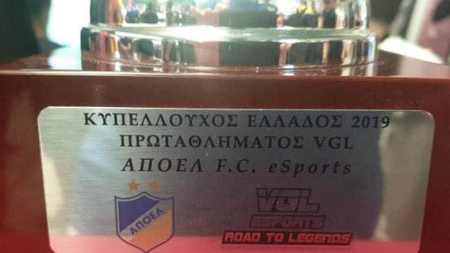 ΚΥΠΕΛΛΟΥΧΟΣ ΕΛΛΑΔΟΣ 2019
ΠΡΩΤΑΘΛΗΜΑΤΟΣ VGL
ΑΠΟΕΛ F.C. eSports
ΑΠΟΕΛ
VGL
ESPORTS
ROAD TO LEGENDS